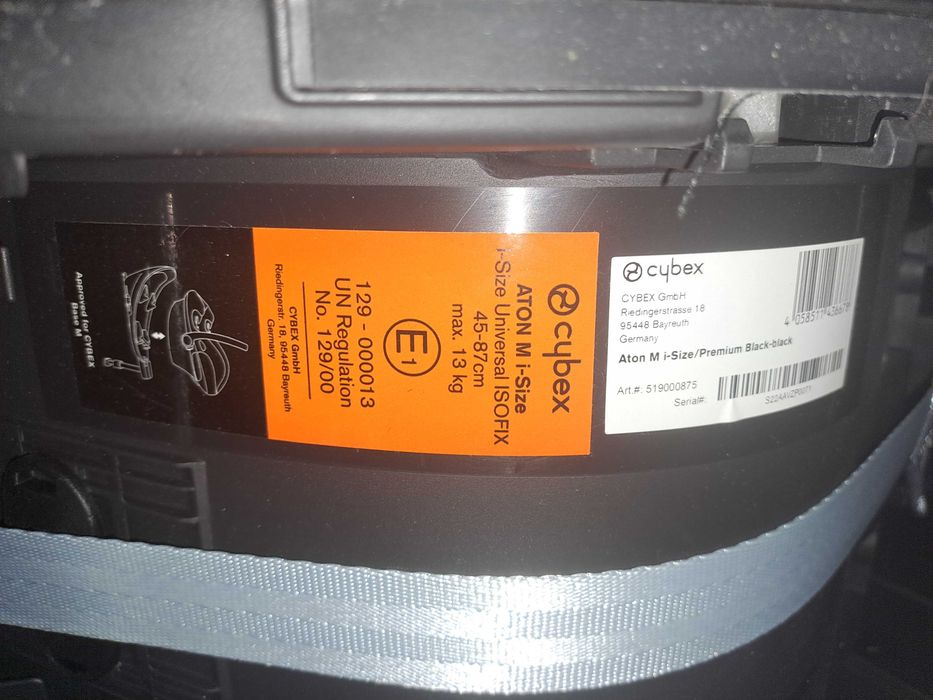 Approved for CYBEX
Base M
cybex
ATON M i-Size
i-Size Universal ISOFIX
45-87cm
max. 13 kg
E1
129 - 000013
UN Regulation
No. 129/00
CYBEX GmbH
Riedingerstr. 18, 95448 Bayreuth
Germany
cybex
CYBEX GmbH
Riedingerstrasse 18
95448 Bayreuth
Germany
Aton M i-Size/Premium Black-black
Art.#: 519000875
Serial#: